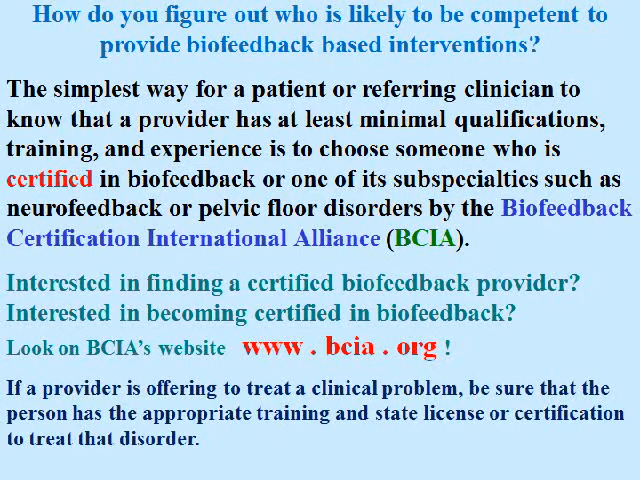 How do you figure out who is likely to be competent to
provide biofeedback based interventions?
The simplest way for a patient or referring clinician to
know that a provider has at least minimal qualifications,
training, and experience is to choose someone who is
certified in biofeedback or one of its subspecialties such as
neurofeedback or pelvic floor disorders by the Biofeedback
Certification International Alliance (BCIA).
Interested in finding a certified biofeedback provider?
Interested in becoming certified in biofeedback?
Look on BCIA's website www . bcia . org !
If a provider is offering to treat a clinical problem, be sure that the
person has the appropriate training and state license or certification
to treat that disorder.